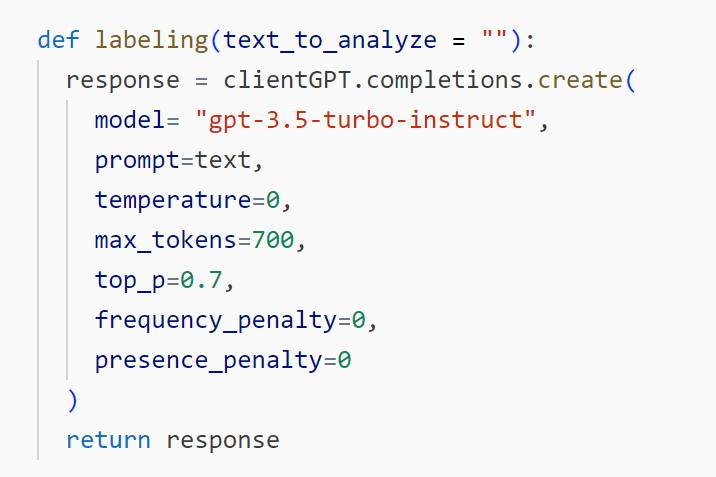 def labeling(text_to_analyze = ""):
response = clientGPT.completions.create(
model= "gpt-3.5-turbo-instruct",
prompt=text,
temperature=0,
max_tokens=700,
top_p=0.7,
frequency_penalty=0,
presence_penalty=0
)
return response